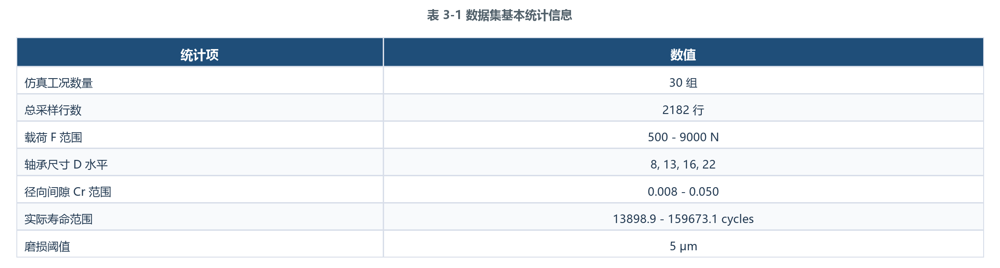 表 3-1 数据集基本统计信息
统计项 数值
仿真工况数量 30 组
总采样行数 2182 行
载荷 F 范围 500 - 9000 N
轴承尺寸 D 水平 8, 13, 16, 22
径向间隙 Cr 范围 0.008 - 0.050
实际寿命范围 13898.9 - 159673.1 cycles
磨损阈值 5 μm